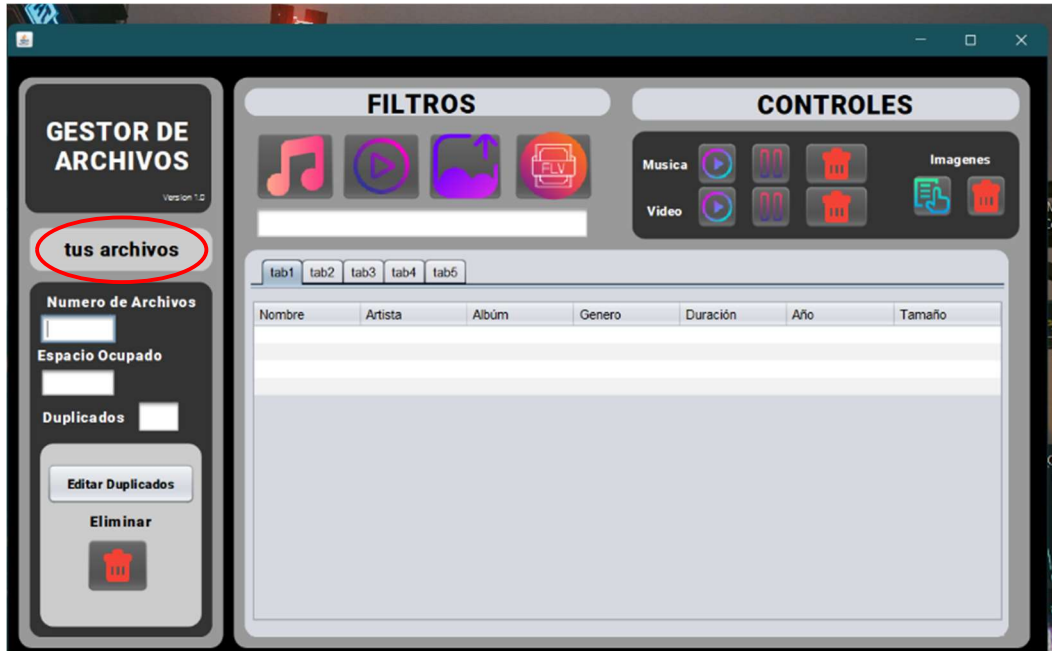 GESTOR DE
ARCHIVOS
Version 1.0
tus archivos
Numero de Archivos
Espacio Ocupado
Duplicados
Editar Duplicados
Eliminar
FILTROS
FLV
CONTROLES
Musica
Video
Imagenes
tab1 tab2 tab3 tab4 tab5
Nombre Artista Albúm Genero Duración Año Tamaño